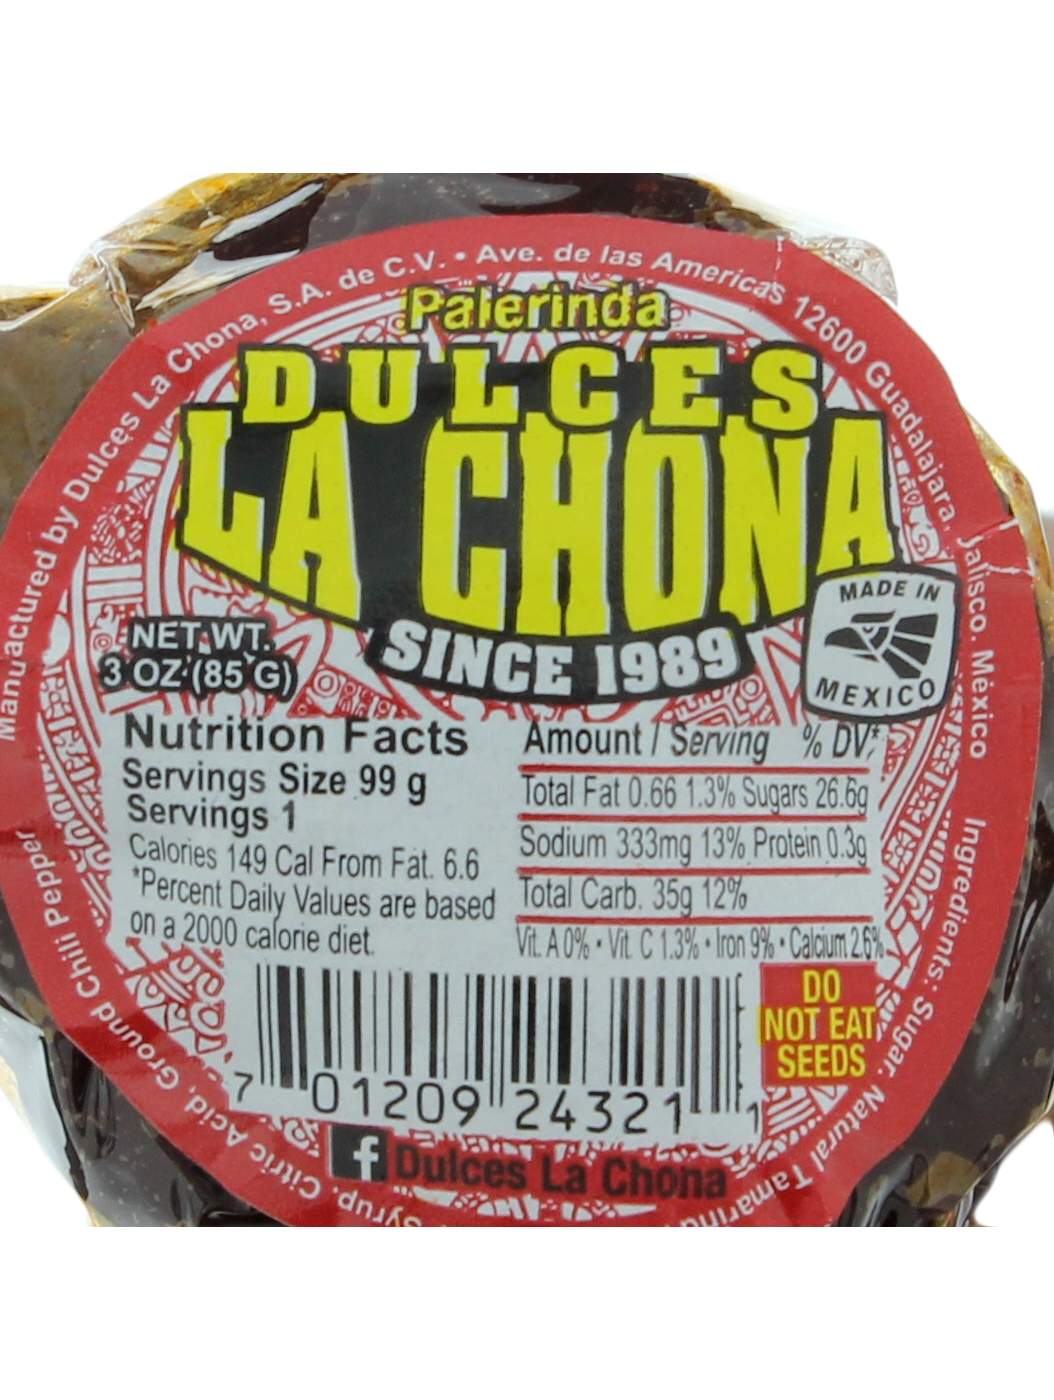 Manufactured by Dulces La Chona, S.A. de C.V. • Ave. de las Americas 12600 Guadalajara, Jalisco. México
Palerinda
DULCES
LA CHONA
SINCE 1989
MADE IN
MEXICO
NET. WT.
3 OZ (85 G)
Nutrition Facts
Servings Size 99 g
Servings 1
Calories 149 Cal From Fat. 6.6
*Percent Daily Values are based
on a 2000 calorie diet.
Amount / Serving % DV*
Total Fat 0.66 1.3% Sugars 26.6g
Sodium 333mg 13% Protein 0.3g
Total Carb. 35g 12%
Vit. A 0% • Vit. C 1.3% • Iron 9% • Calcium 2.6%
7 01209 24321 1
DO
NOT EAT
SEEDS
f Dulces La Chona
Ingredients: Sugar, Natural Syrup, Citric Acid, Ground Chili Pepper